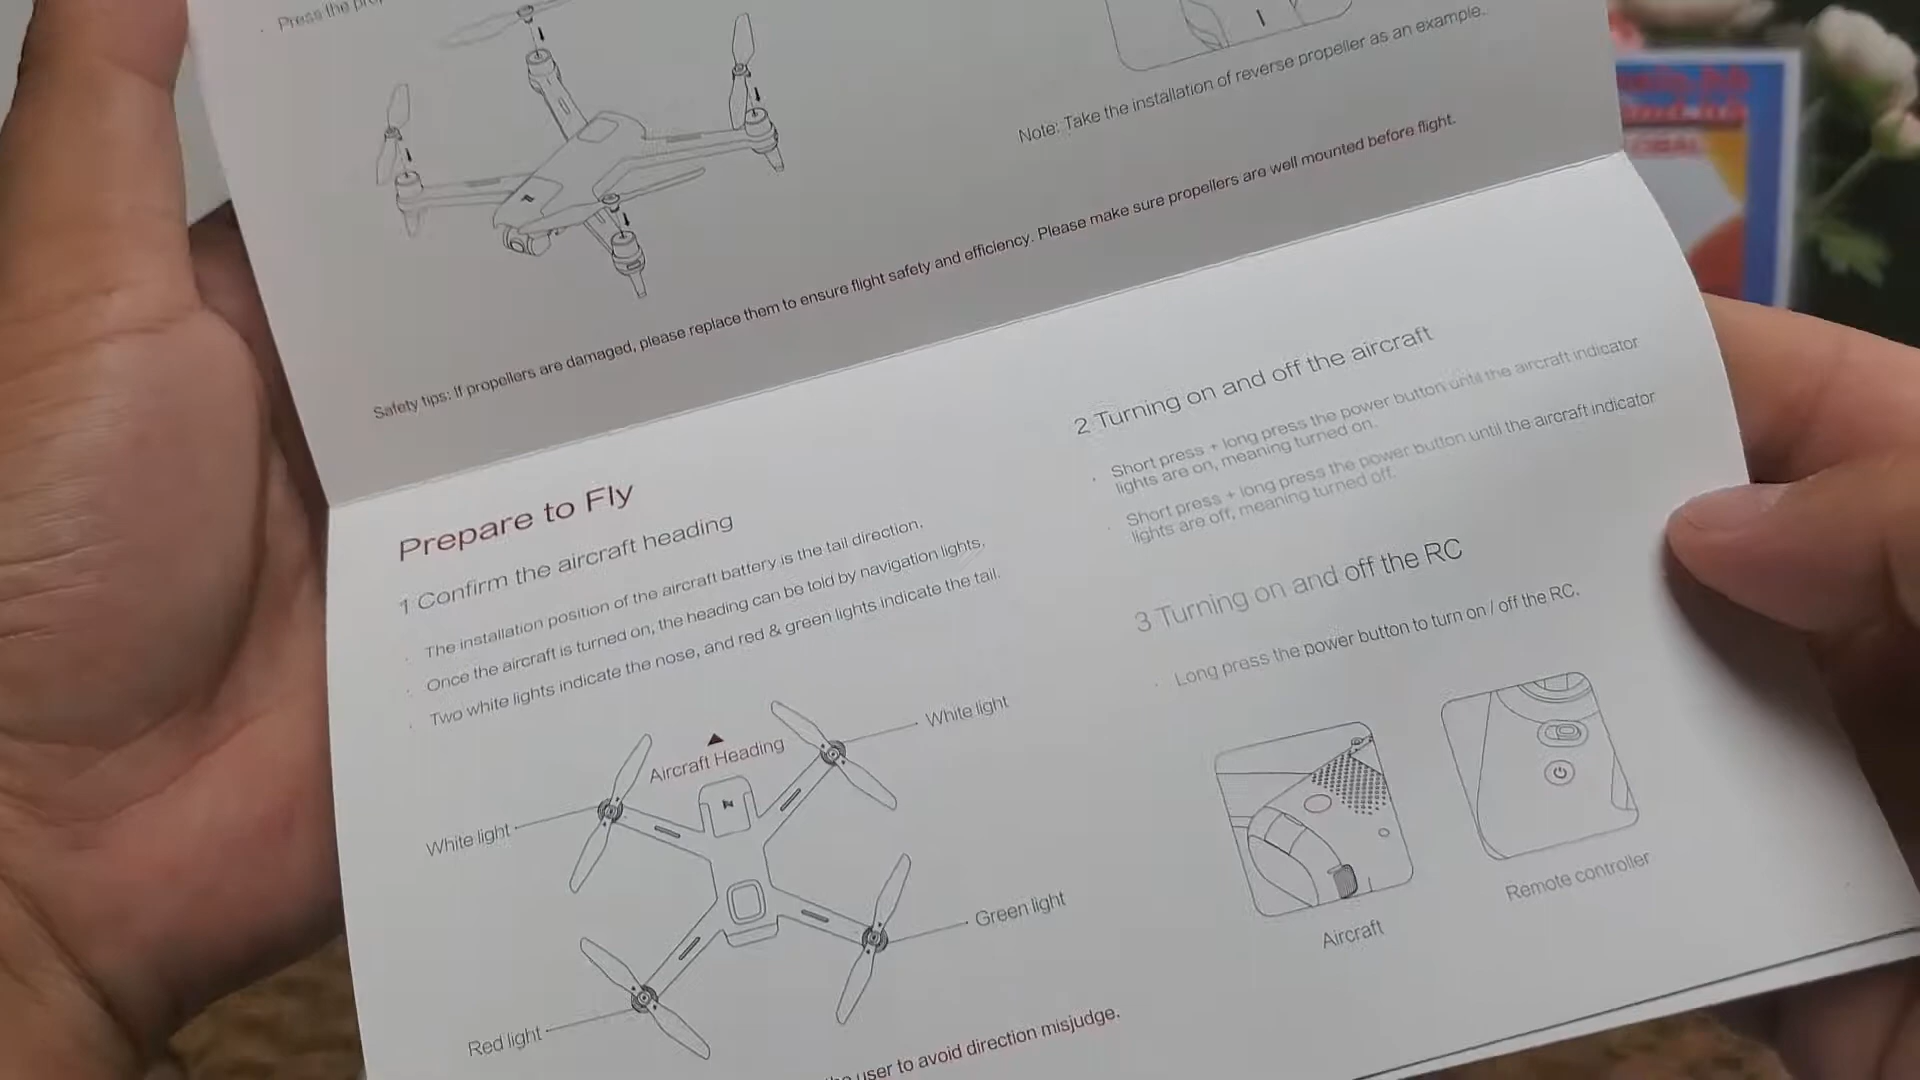 Press the
Note: Take the installation of reverse propeller as an example.
Safety tips: If propellers are damaged, please replace them to ensure flight safety and efficiency. Please make sure propellers are well mounted before flight.
Prepare to Fly
1 Confirm the aircraft heading
· The installation position of the aircraft battery is the tail direction.
· Once the aircraft is turned on, the heading can be told by navigation lights.
· Two white lights indicate the nose, and red & green lights indicate the tail.
Aircraft Heading
White light
White light
Green light
Red light
user to avoid direction misjudge.
2 Turning on and off the aircraft
· Short press + long press the power button until the aircraft indicator
lights are on, meaning turned on.
· Short press + long press the power button until the aircraft indicator
lights are off, meaning turned off.
3 Turning on and off the RC
· Long press the power button to turn on / off the RC.
Aircraft
Remote controller